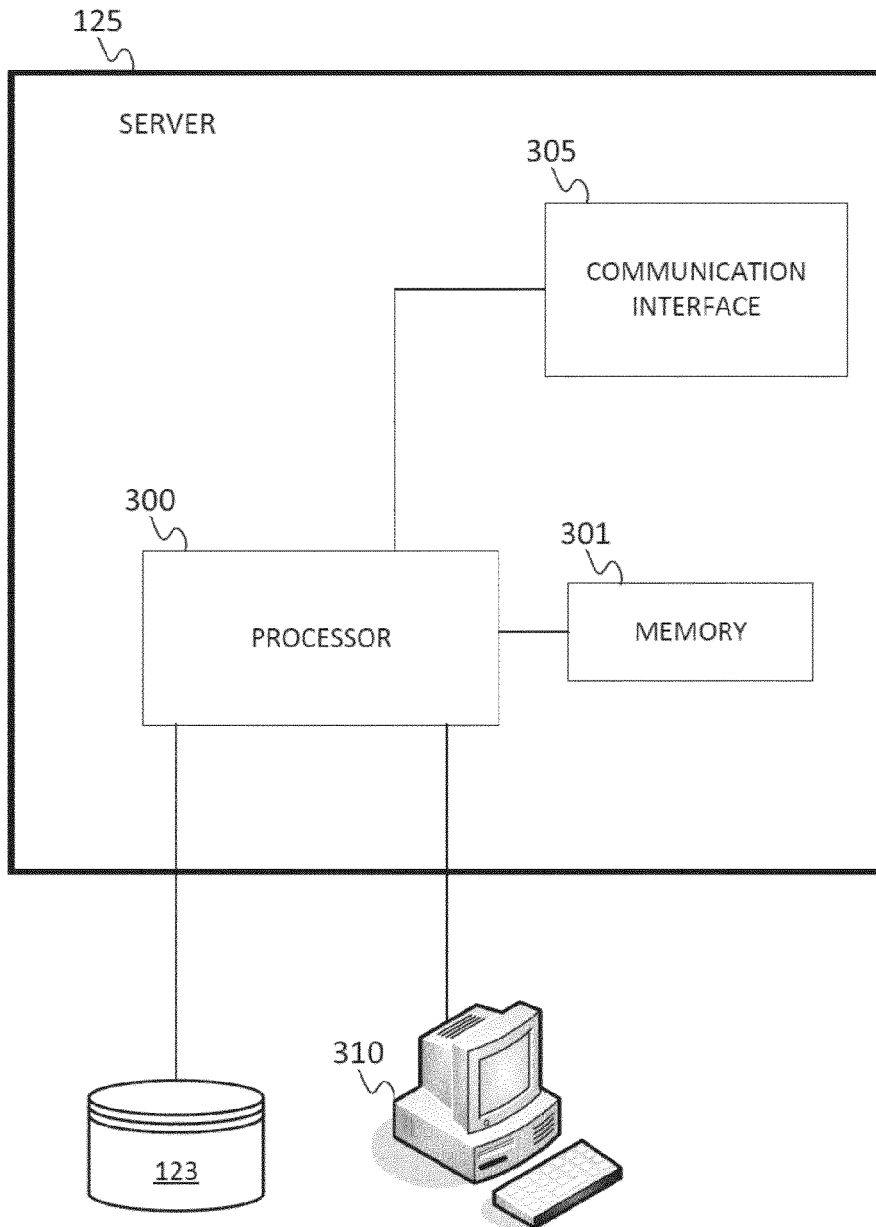 125
SERVER
305
COMMUNICATION
INTERFACE
300
301
PROCESSOR
MEMORY
310
123